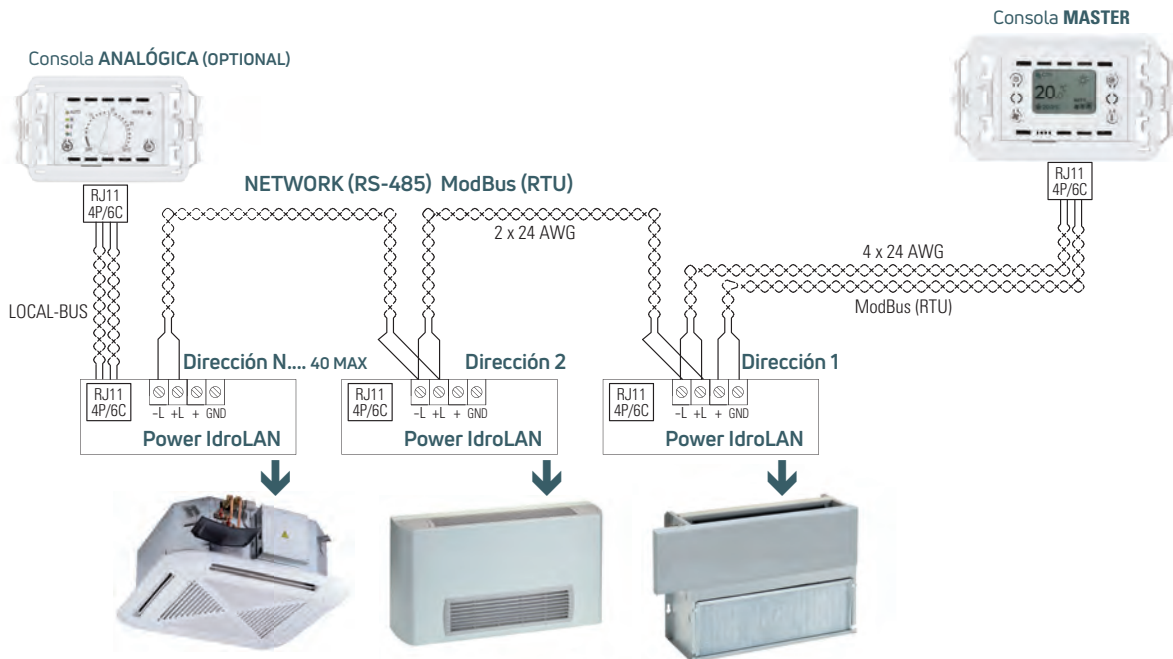 Consola MASTER
Consola ANALÓGICA (OPTIONAL)
20
RJ11
4P/6C
RJ11
4P/6C
NETWORK (RS-485) ModBus (RTU)
2 x 24 AWG
4 x 24 AWG
ModBus (RTU)
LOCAL-BUS
Dirección N.... 40 MAX
Dirección 2
Dirección 1
RJ11
4P/6C
-L +L + GND
Power IdroLAN
RJ11
4P/6C
-L +L + GND
Power IdroLAN
RJ11
4P/6C
-L +L + GND
Power IdroLAN